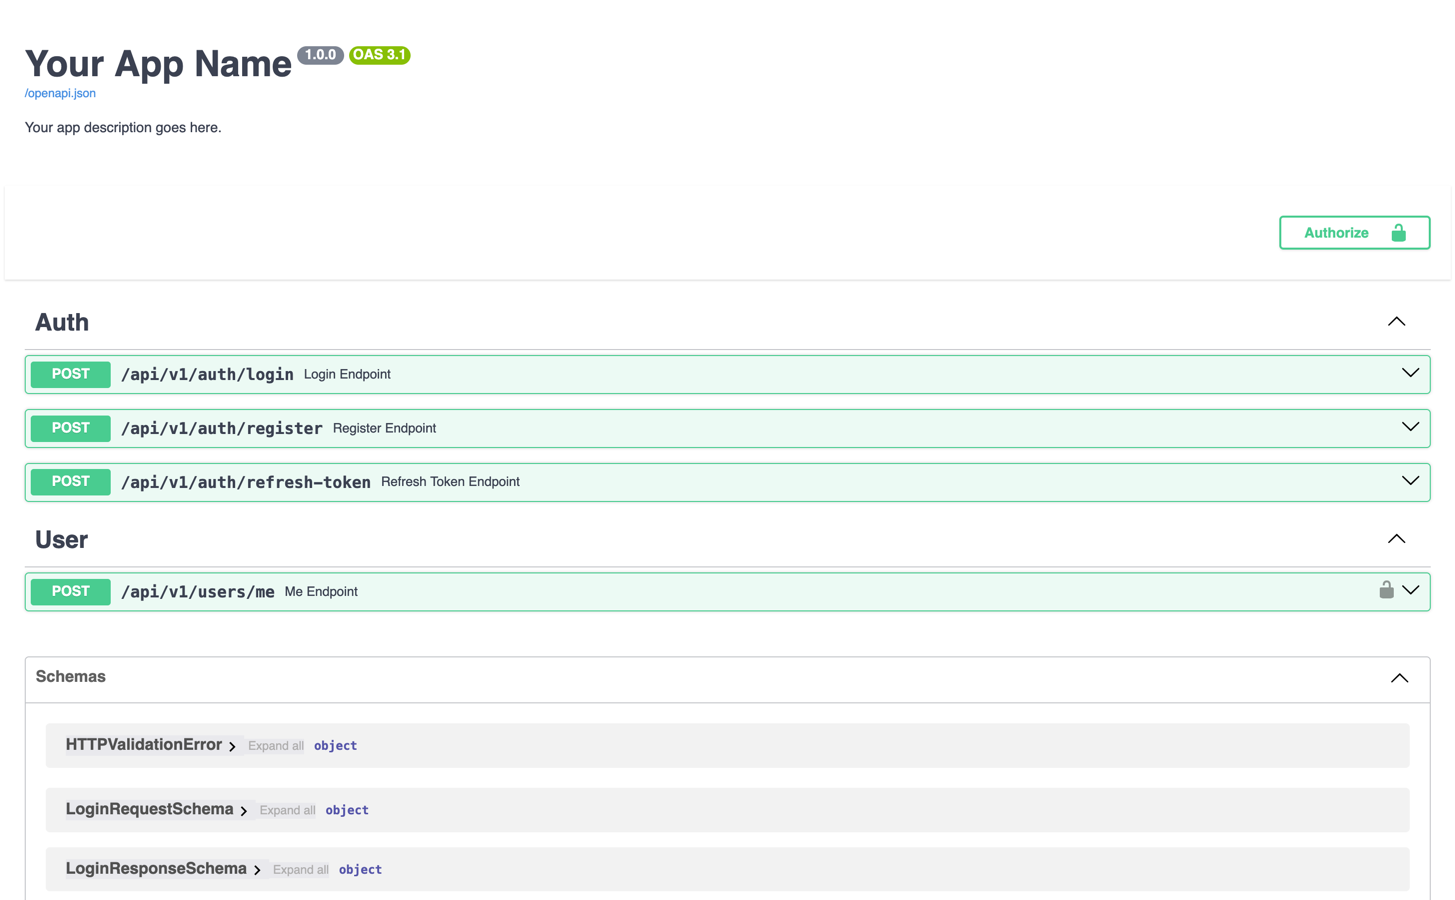 Your App Name 1.0.0 OAS 3.1
/openapi.json
Your app description goes here.
Authorize
Auth
POST /api/v1/auth/login Login Endpoint
POST /api/v1/auth/register Register Endpoint
POST /api/v1/auth/refresh-token Refresh Token Endpoint
User
POST /api/v1/users/me Me Endpoint
Schemas
HTTPValidationError Expand all object
LoginRequestSchema Expand all object
LoginResponseSchema Expand all object